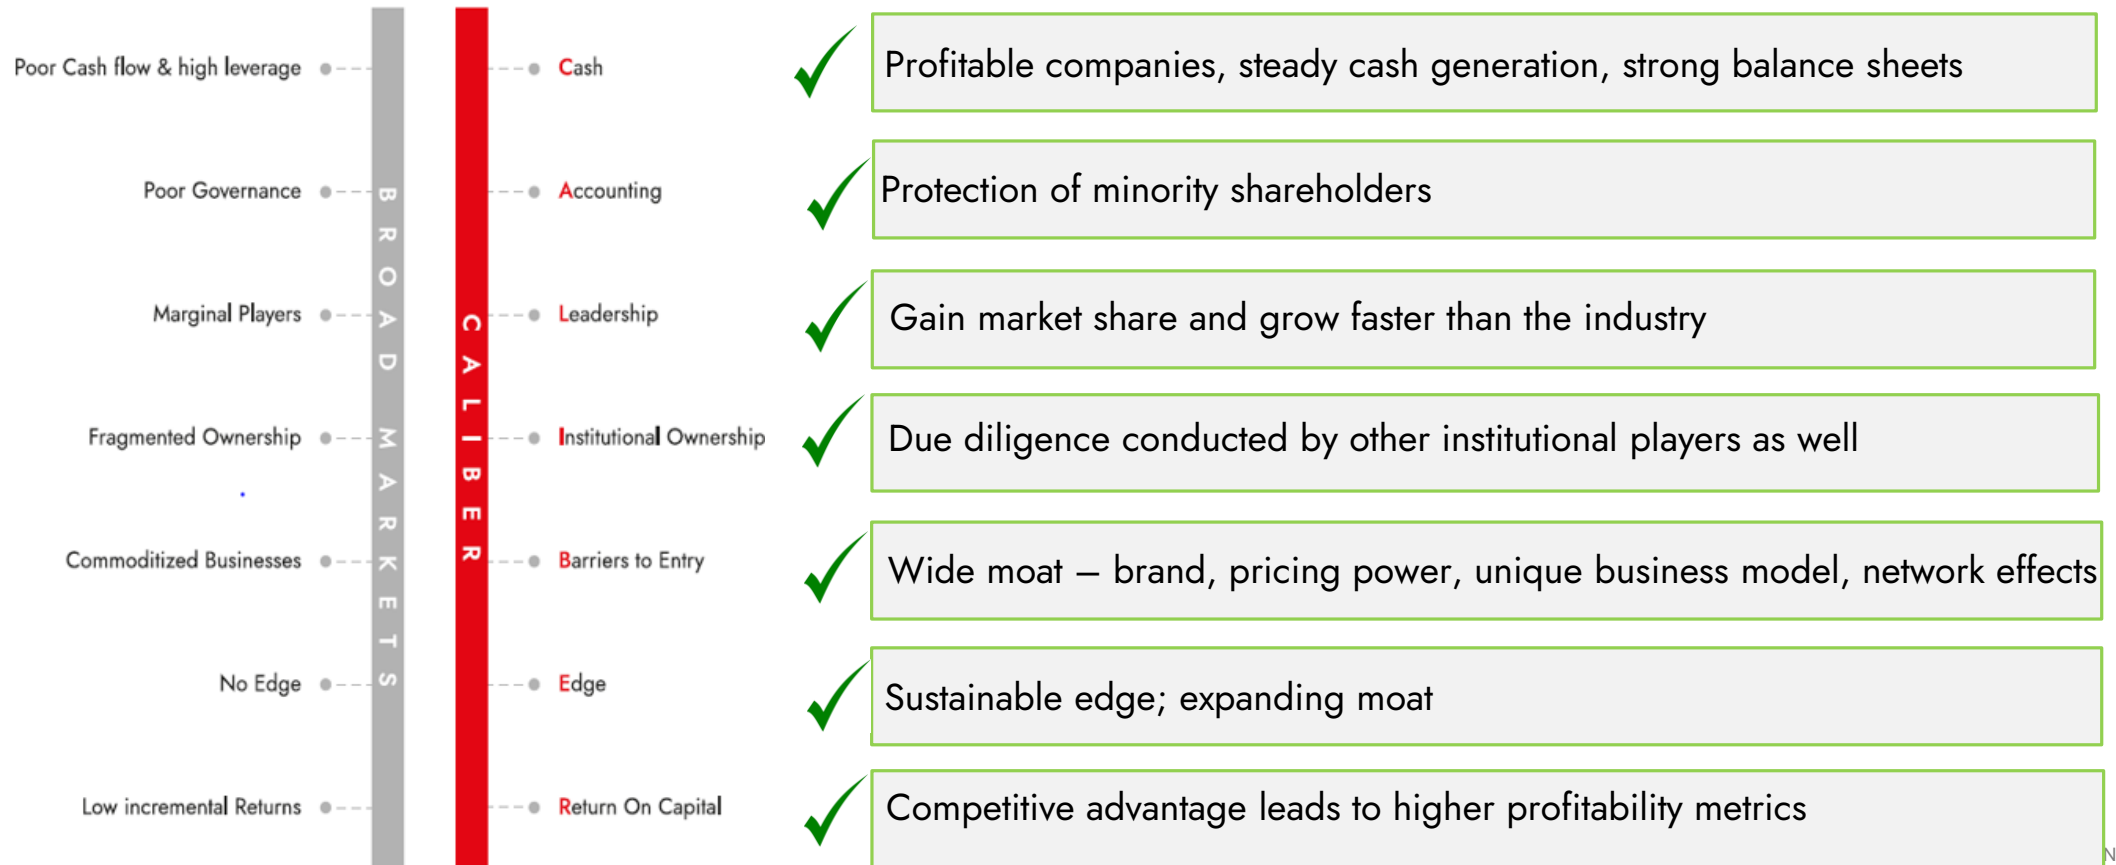 Poor Cash flow & high leverage
Cash
Profitable companies, steady cash generation, strong balance sheets
Poor Governance
Accounting
Protection of minority shareholders
Marginal Players
Leadership
Gain market share and grow faster than the industry
Fragmented Ownership
Institutional Ownership
Due diligence conducted by other institutional players as well
Commoditized Businesses
Barriers to Entry
Wide moat – brand, pricing power, unique business model, network effects
No Edge
Edge
Sustainable edge; expanding moat
Low incremental Returns
Return On Capital
Competitive advantage leads to higher profitability metrics
BROAD MARKETS
CALIBER
N